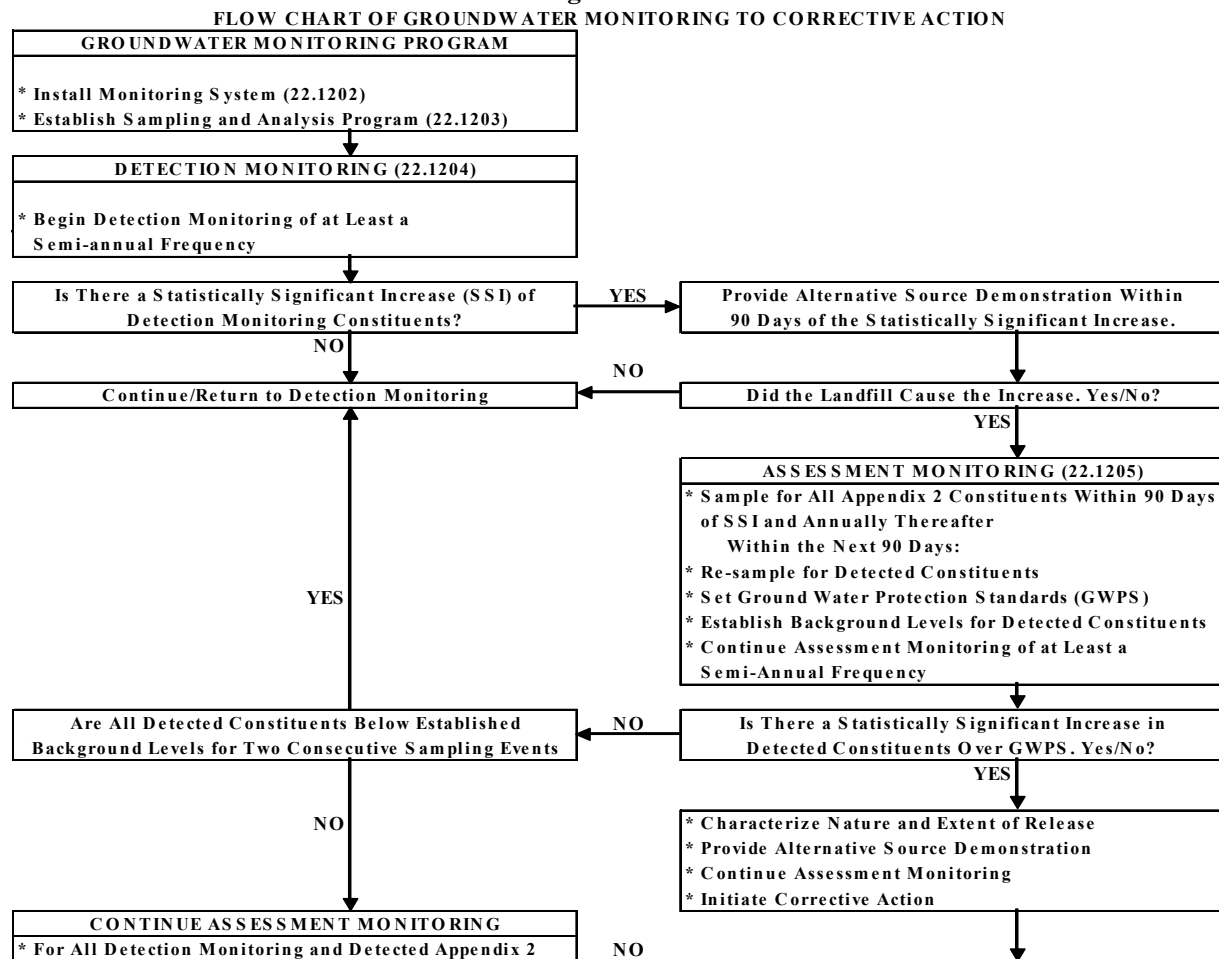 FLOW CHART OF GROUNDWATER MONITORING TO CORRECTIVE ACTION
GROUNDWATER MONITORING PROGRAM
* Install Monitoring System (22.1202)
* Establish Sampling and Analysis Program (22.1203)
DETECTION MONITORING (22.1204)
* Begin Detection Monitoring of at Least a
Semi-annual Frequency
Is There a Statistically Significant Increase (SSI) of
Detection Monitoring Constituents?
YES
Provide Alternative Source Demonstration Within
90 Days of the Statistically Significant Increase.
NO
NO
Continue/Return to Detection Monitoring
Did the Landfill Cause the Increase. Yes/No?
YES
ASSESSMENT MONITORING (22.1205)
* Sample for All Appendix 2 Constituents Within 90 Days
of SSI and Annually Thereafter
Within the Next 90 Days:
* Re-sample for Detected Constituents
* Set Ground Water Protection Standards (GWPS)
* Establish Background Levels for Detected Constituents
* Continue Assessment Monitoring of at Least a
Semi-Annual Frequency
YES
Are All Detected Constituents Below Established
Background Levels for Two Consecutive Sampling Events
NO
Is There a Statistically Significant Increase in
Detected Constituents Over GWPS. Yes/No?
YES
NO
* Characterize Nature and Extent of Release
* Provide Alternative Source Demonstration
* Continue Assessment Monitoring
* Initiate Corrective Action
CONTINUE ASSESSMENT MONITORING
* For All Detection Monitoring and Detected Appendix 2
NO